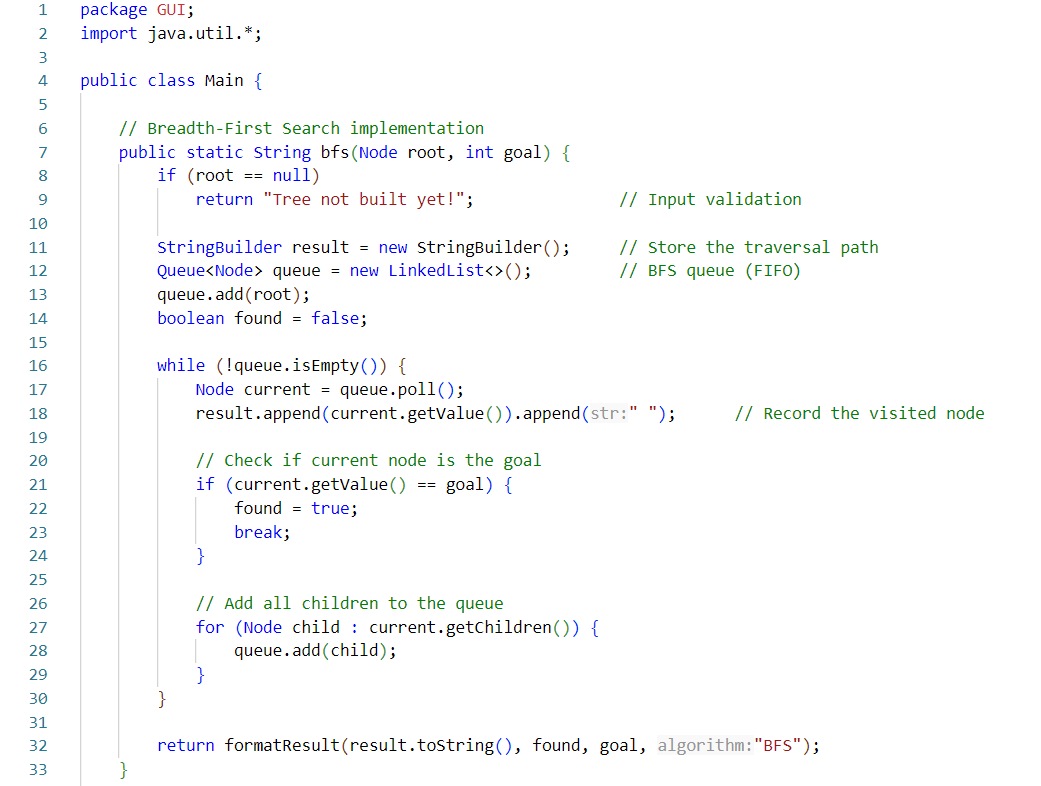 1 package GUI;
2 import java.util.*;
3
4 public class Main {
5
6     // Breadth-First Search implementation
7     public static String bfs(Node root, int goal) {
8         if (root == null)
9             return "Tree not built yet!";               // Input validation
10
11         StringBuilder result = new StringBuilder();     // Store the traversal path
12         Queue<Node> queue = new LinkedList<>();         // BFS queue (FIFO)
13         queue.add(root);
14         boolean found = false;
15
16         while (!queue.isEmpty()) {
17             Node current = queue.poll();
18             result.append(current.getValue()).append(str:" ");      // Record the visited node
19
20             // Check if current node is the goal
21             if (current.getValue() == goal) {
22                 found = true;
23                 break;
24             }
25
26             // Add all children to the queue
27             for (Node child : current.getChildren()) {
28                 queue.add(child);
29             }
30         }
31
32         return formatResult(result.toString(), found, goal, algorithm:"BFS");
33     }